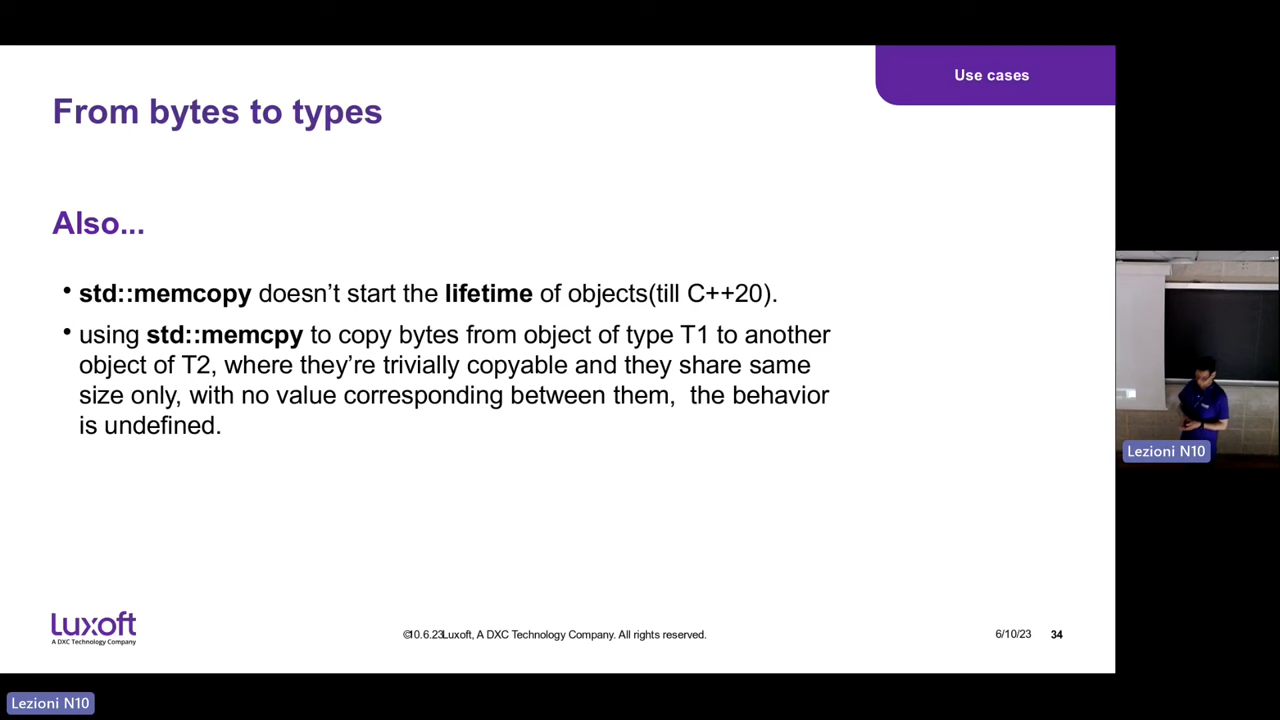 Use cases
From bytes to types
Also...
• std::memcopy doesn’t start the lifetime of objects(till C++20).
• using std::memcpy to copy bytes from object of type T1 to another
object of T2, where they’re trivially copyable and they share same
size only, with no value corresponding between them,  the behavior
is undefined.
Lezioni N10
Luxoft
A DXC Technology Company
©10.6.23Luxoft, A DXC Technology Company. All rights reserved.
6/10/23
34
Lezioni N10